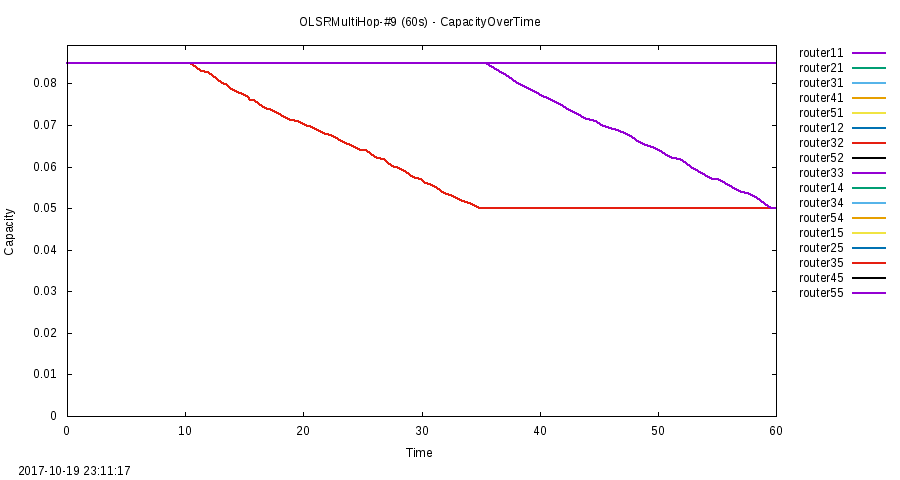 OLSRMultiHop-#9 (60s) - CapacityOverTime
router11
router21
router31
router41
router51
router12
router32
router52
router33
router14
router34
router54
router15
router25
router35
router45
router55
0.08
0.07
0.06
0.05
0.04
0.03
0.02
0.01
0
Capacity
0 10 20 30 40 50 60
Time
2017-10-19 23:11:17